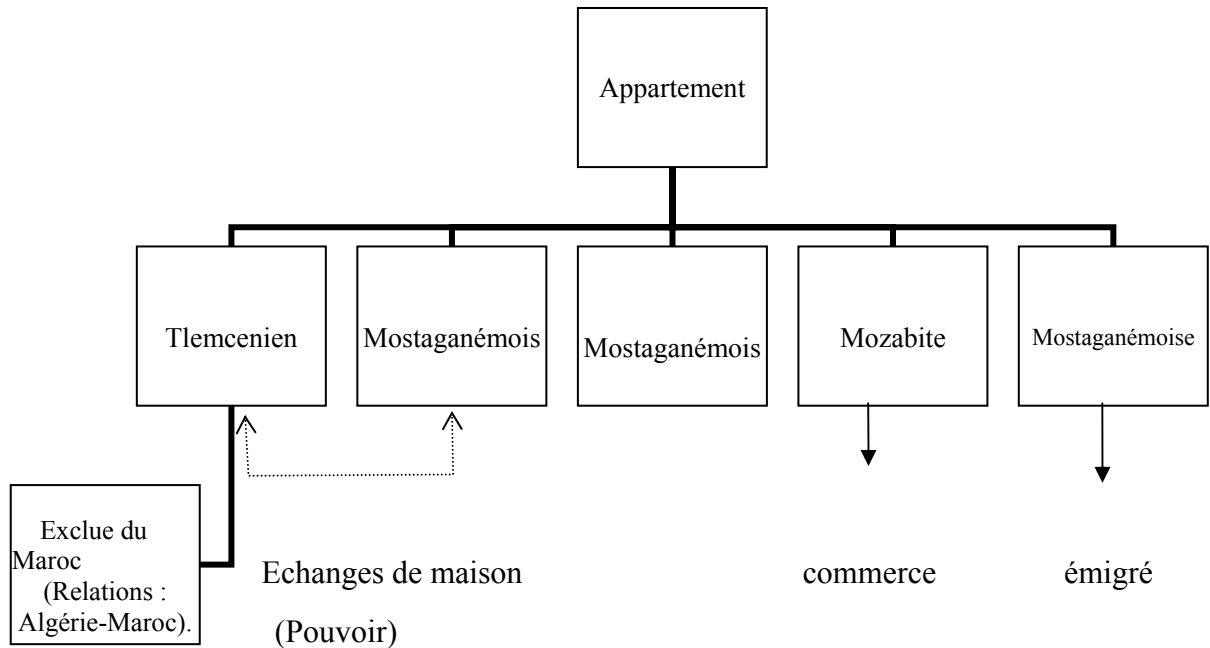 Appartement
Tlemcenien
Mostaganémois
Mostaganémois
Mozabite
Mostaganémoise
Exclue du
Maroc
(Relations :
Algérie-Maroc).
Echanges de maison
(Pouvoir)
commerce
émigré